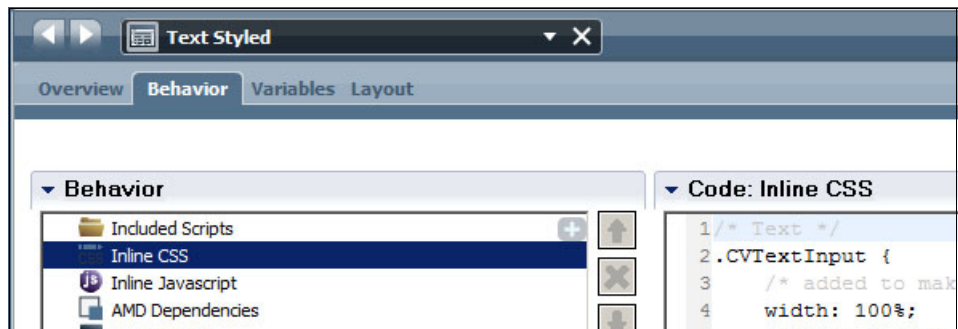 Text Styled
Overview Behavior Variables Layout
Behavior
Included Scripts
Inline CSS
Inline Javascript
AMD Dependencies
Code: Inline CSS
1 /* Text */
2 .CVTextInput {
3 /* added to mak
4 width: 100%;